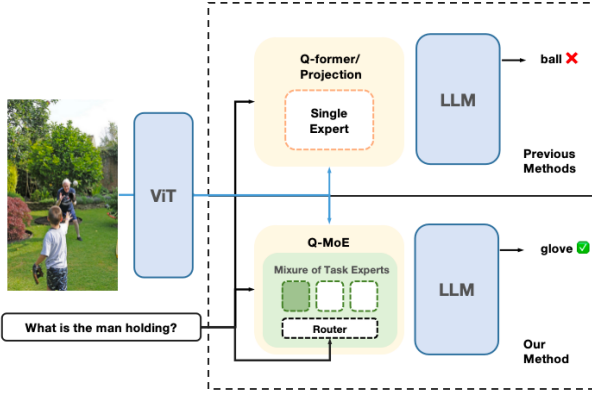 Q-former/
Projection
Single
Expert
LLM
ball
Previous
Methods
ViT
Q-MoE
Mixure of Task Experts
Router
LLM
glove
Our
Method
What is the man holding?